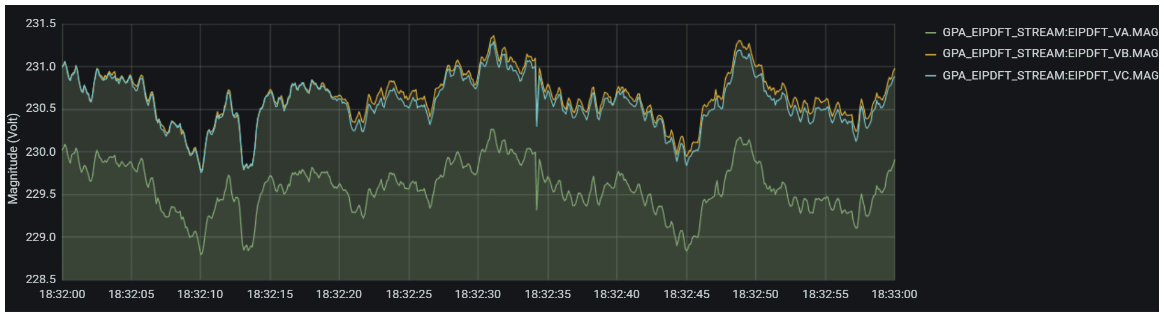 231.5
231.0
230.5
230.0
229.5
229.0
228.5
Magnitude (Volt)
18:32:00 18:32:05 18:32:10 18:32:15 18:32:20 18:32:25 18:32:30 18:32:35 18:32:40 18:32:45 18:32:50 18:32:55 18:33:00
GPA_EIPDFT_STREAM:EIPDFT_VA.MAG
GPA_EIPDFT_STREAM:EIPDFT_VB.MAG
GPA_EIPDFT_STREAM:EIPDFT_VC.MAG